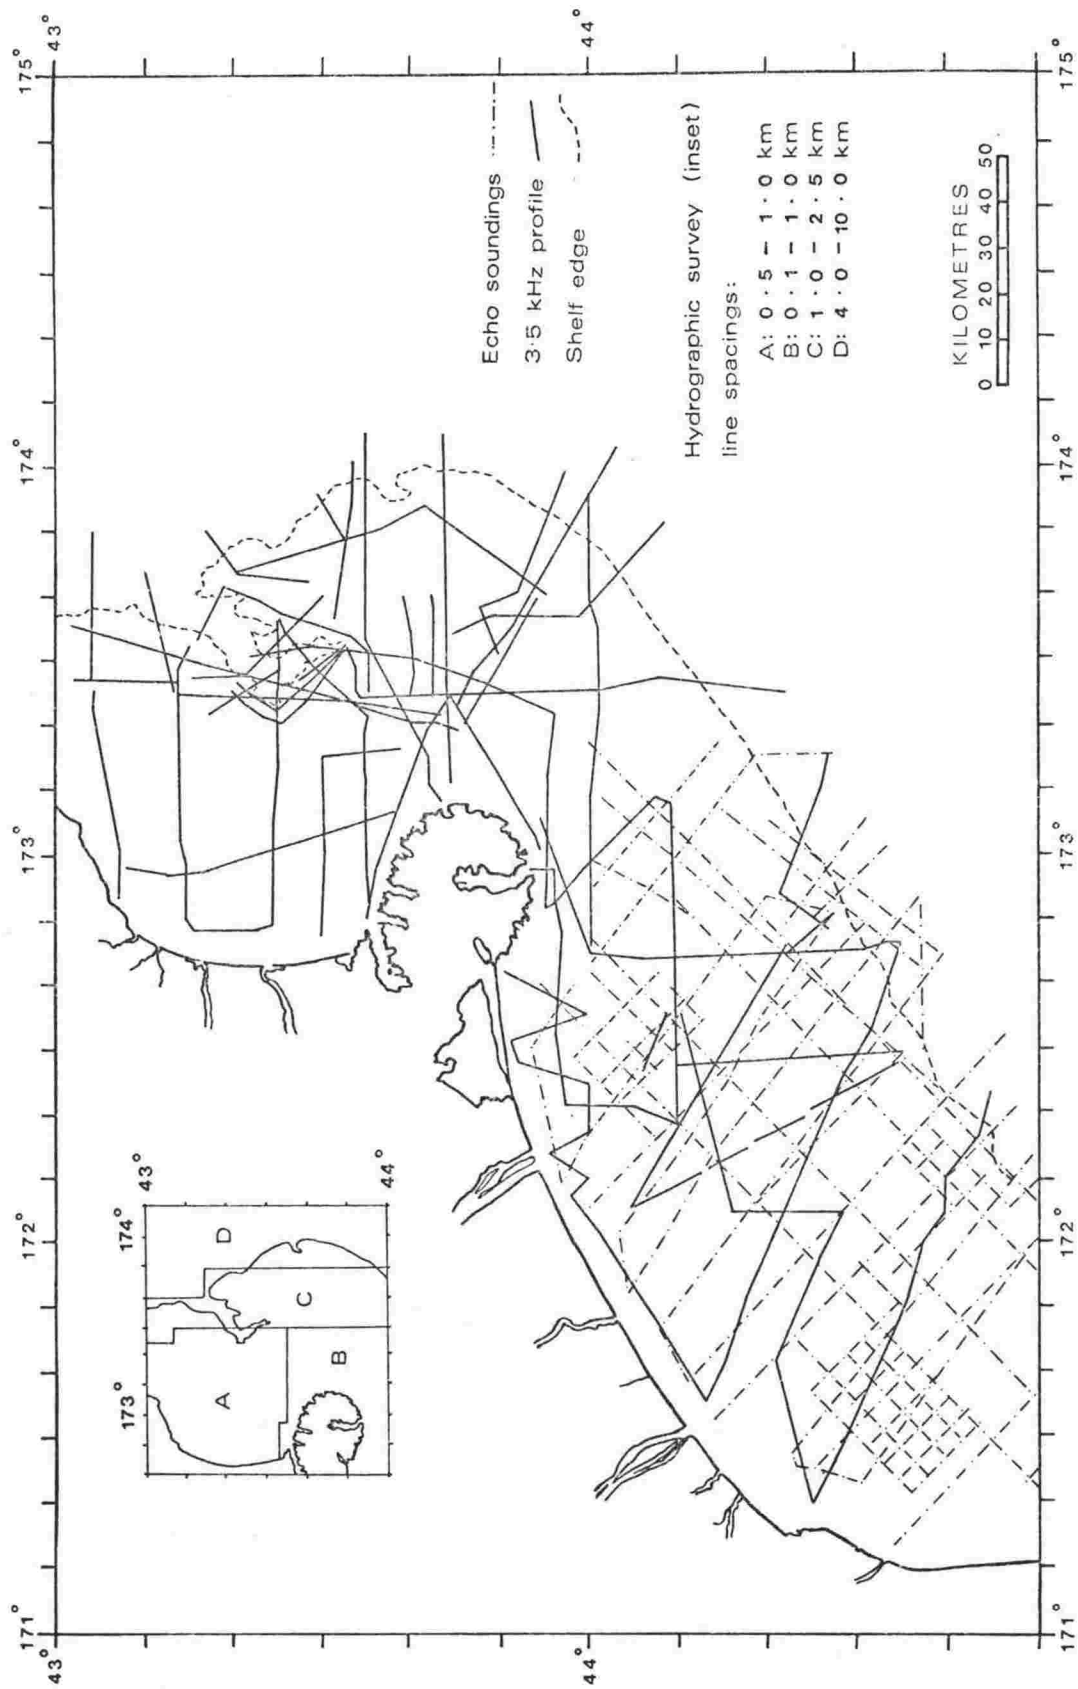 171°
172°
173°
174°
175°
43°
43°
44°
44°
171°
172°
173°
174°
175°
173°
174°
43°
44°
A
B
C
D
Echo soundings
3·5 kHz profile
Shelf edge
Hydrographic survey (inset)
line spacings:
A: 0·5 – 1·0 km
B: 0·1 – 1·0 km
C: 1·0 – 2·5 km
D: 4·0 – 10·0 km
KILOMETRES
0 10 20 30 40 50